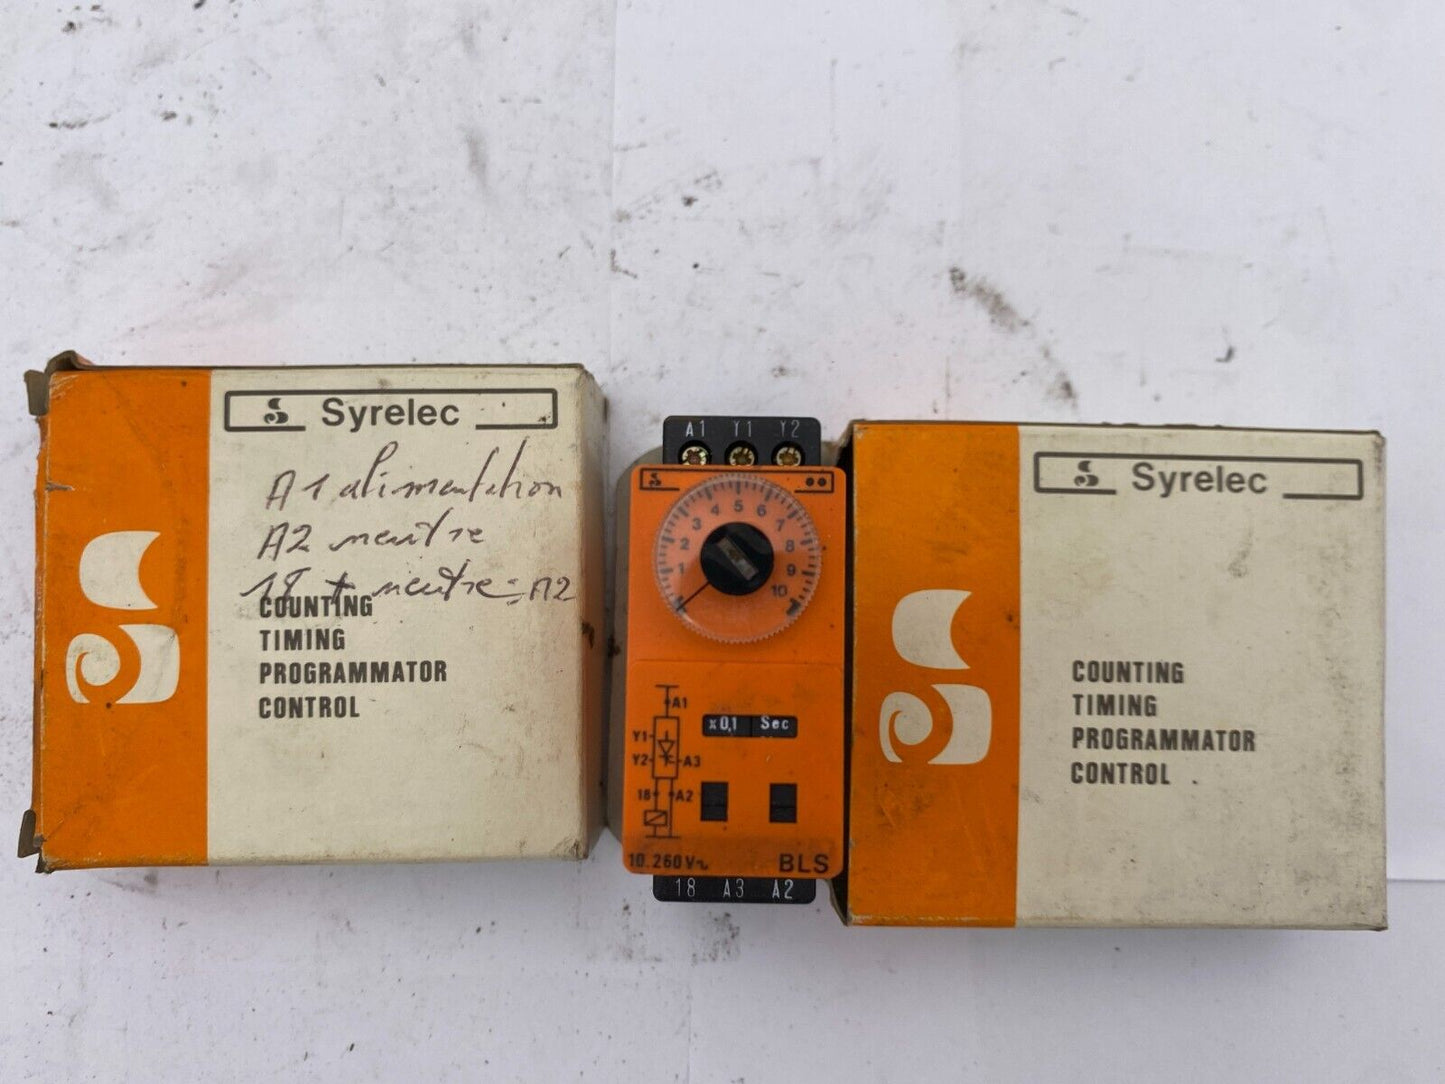 Syrelec
A1 alimentation
A2 neutre
18 + neutre = A2
COUNTING
TIMING
PROGRAMMATOR
CONTROL
A1 Y1 Y2
1 2 3 4 5 6 7 8 9 10
A1
x0,1 Sec
Y1
Y2 A3
18 A2
10.260V~ BLS
18 A3 A2
Syrelec
COUNTING
TIMING
PROGRAMMATOR
CONTROL